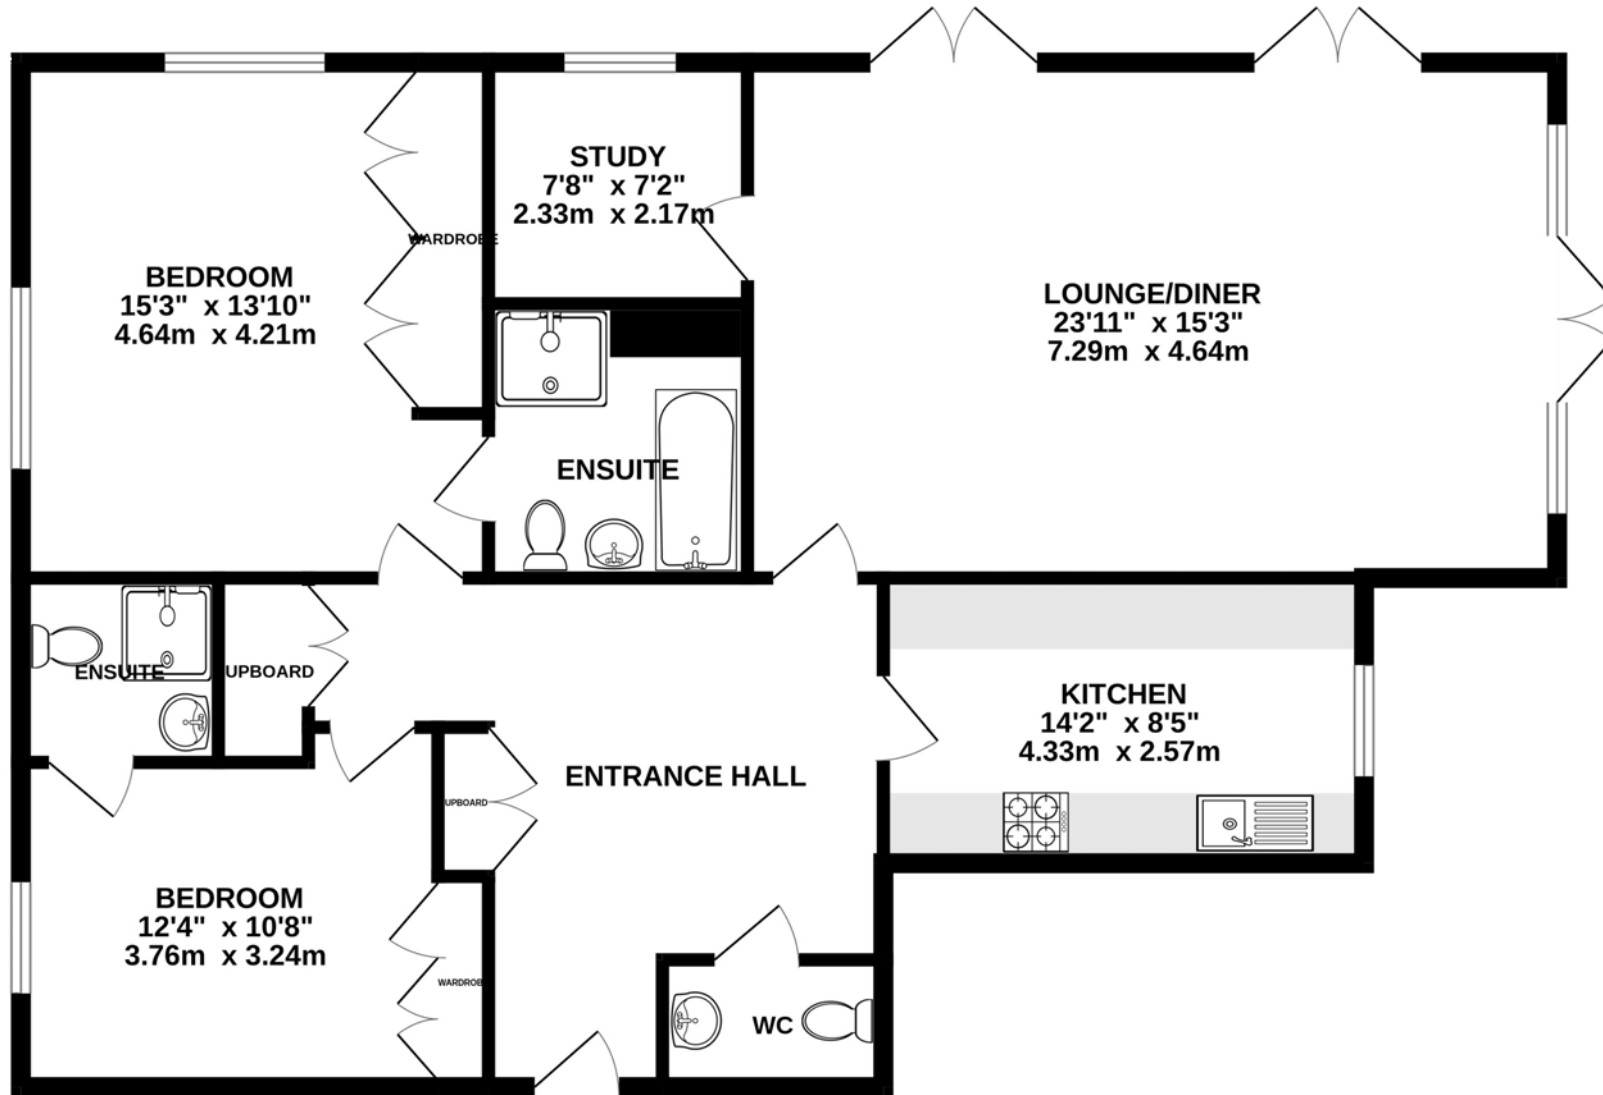 STUDY
7'8" x 7'2"
2.33m x 2.17m
WARDROBE
BEDROOM
15'3" x 13'10"
4.64m x 4.21m
LOUNGE/DINER
23'11" x 15'3"
7.29m x 4.64m
ENSUITE
ENSUITE
UPBOARD
KITCHEN
14'2" x 8'5"
4.33m x 2.57m
ENTRANCE HALL
UPBOARD
BEDROOM
12'4" x 10'8"
3.76m x 3.24m
WARDROB
WC